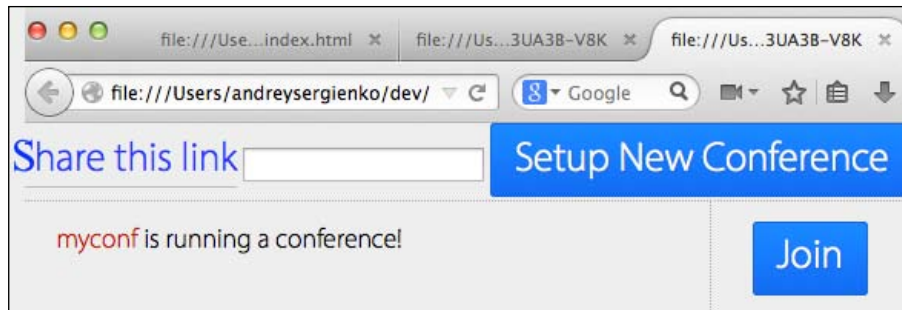 file:///Use...index.html × file:///Us...3UA3B-V8K × file:///Us...3UA3B-V8K ×
file:///Users/andreysergienko/dev/ 8 Google
Share this link Setup New Conference
myconf is running a conference! Join